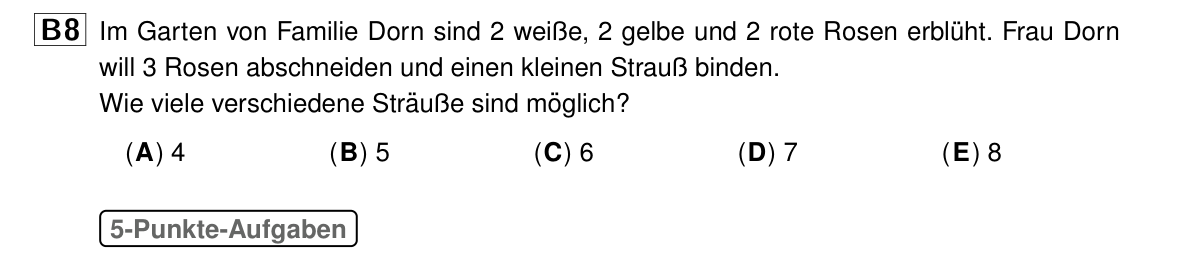 B8 Im Garten von Familie Dorn sind 2 weiße, 2 gelbe und 2 rote Rosen erblüht. Frau Dorn
will 3 Rosen abschneiden und einen kleinen Strauß binden.
Wie viele verschiedene Sträuße sind möglich?
(A) 4 (B) 5 (C) 6 (D) 7 (E) 8
5-Punkte-Aufgaben